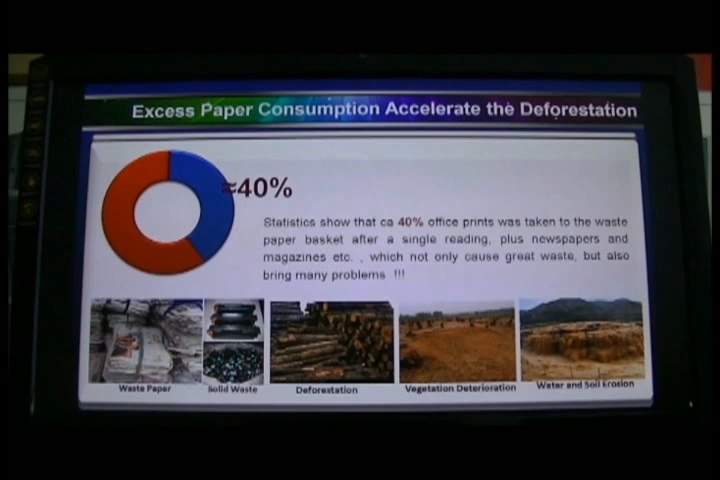 Excess Paper Consumption Accelerate the Deforestation
≈40%
Statistics show that ca 40% office prints was taken to the waste
paper basket after a single reading, plus newspapers and
magazines etc. , which not only cause great waste, but also
bring many problems !!!
Waste Paper
Solid Waste
Deforestation
Vegetation Deterioration
Water and Soil Erosion